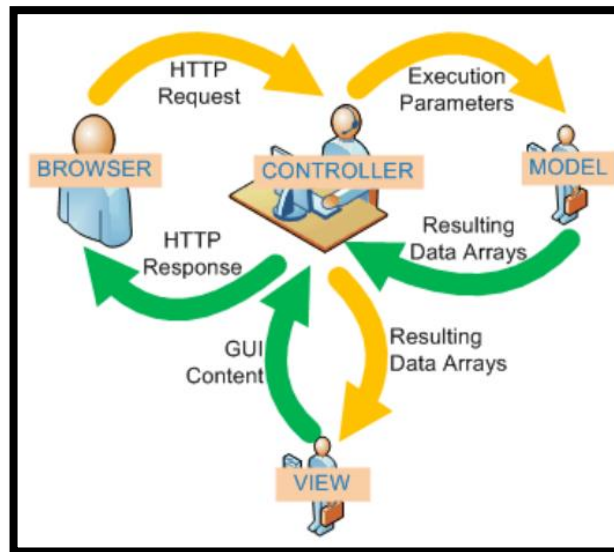 HTTP
Request
Execution
Parameters
BROWSER
CONTROLLER
MODEL
HTTP
Response
Resulting
Data Arrays
GUI
Content
Resulting
Data Arrays
VIEW